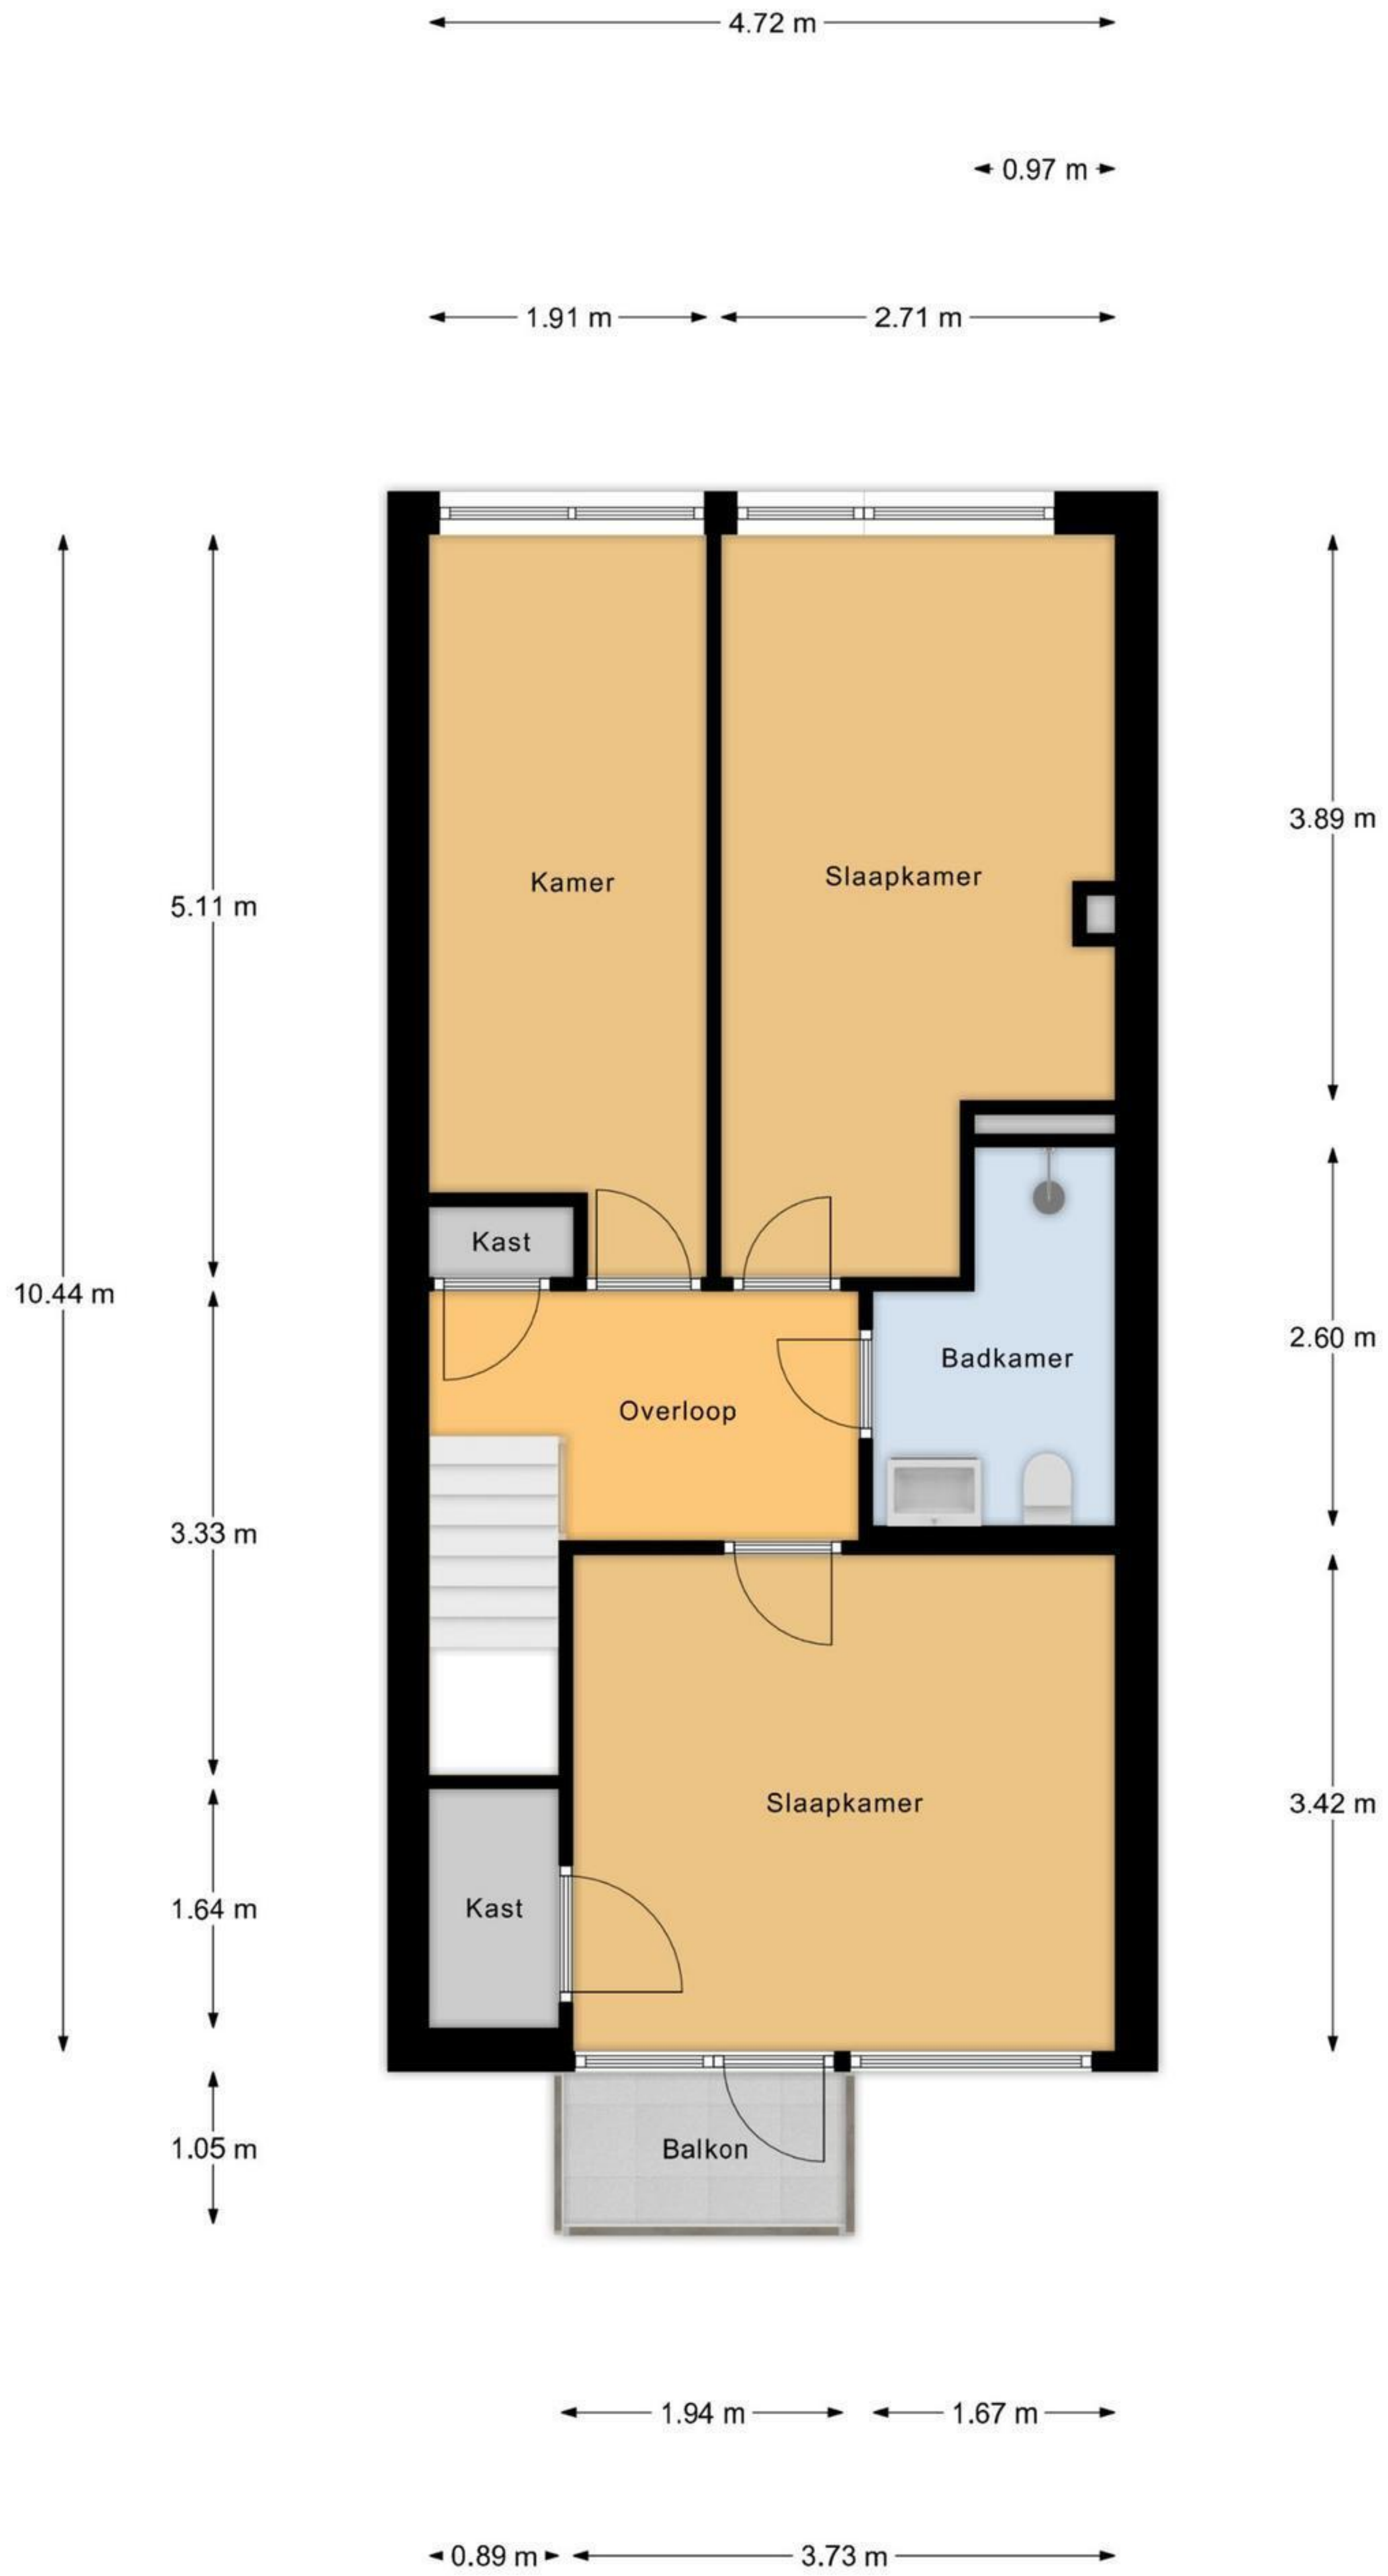 4.72 m
0.97 m
1.91 m
2.71 m
3.89 m
Slaapkamer
Kamer
5.11 m
Kast
10.44 m
2.60 m
Badkamer
Overloop
3.33 m
Slaapkamer
3.42 m
Kast
1.64 m
Balkon
1.05 m
1.94 m
1.67 m
0.89 m
3.73 m